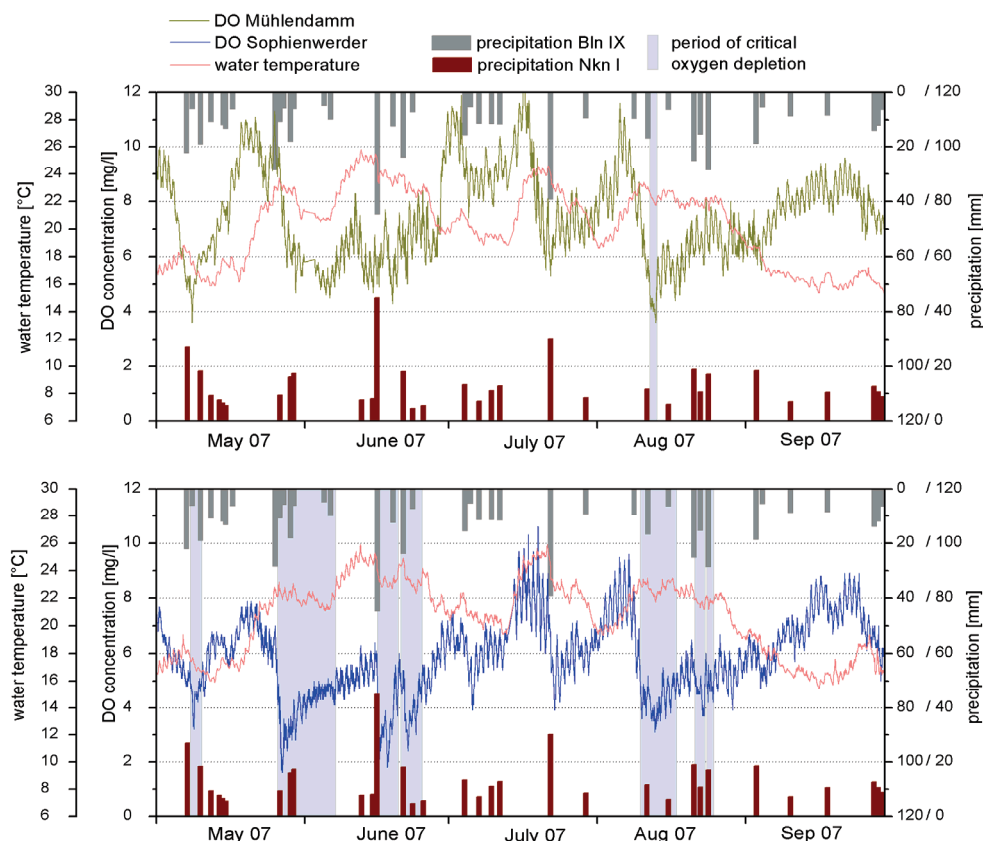 DO Mühlendamm
DO Sophienwerder
water temperature
precipitation Bln IX
precipitation Nkn I
period of critical
oxygen depletion
water temperature [°C]
30
28
26
24
22
20
18
16
14
12
10
8
6
DO concentration [mg/l]
12
10
8
6
4
2
0
0 / 120
20 / 100
40 / 80
60 / 60
80 / 40
100 / 20
120 / 0
precipitation [mm]
May 07 June 07 July 07 Aug 07 Sep 07
water temperature [°C]
30
28
26
24
22
20
18
16
14
12
10
8
6
DO concentration [mg/l]
12
10
8
6
4
2
0
0 / 120
20 / 100
40 / 80
60 / 60
80 / 40
100 / 20
120 / 0
precipitation [mm]
May 07 June 07 July 07 Aug 07 Sep 07